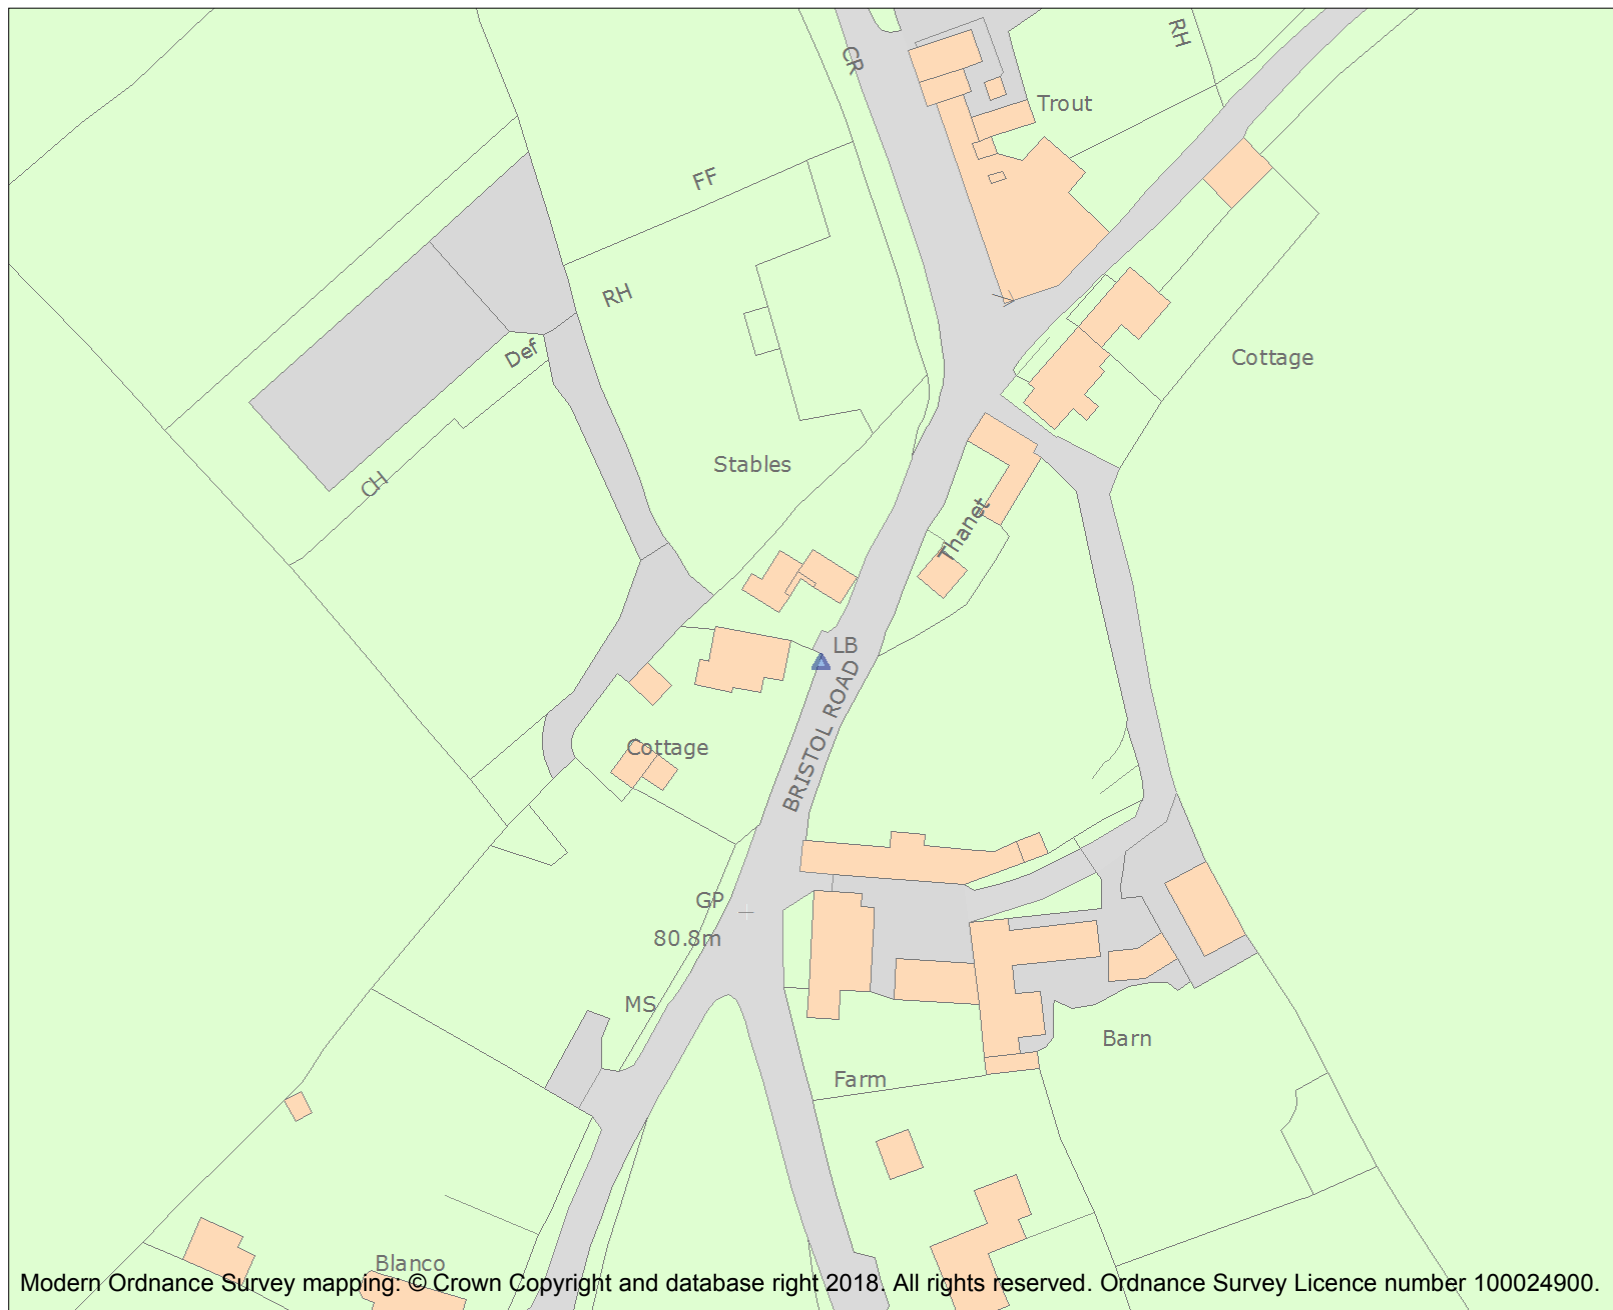 CR
RH
Trout
FF
RH
Def
Cottage
Stables
CH
Thanet
LB
BRISTOL ROAD
Cottage
GP
80.8m
MS
Barn
Farm
Blanco
Modern Ordnance Survey mapping: © Crown Copyright and database right 2018. All rights reserved. Ordnance Survey Licence number 100024900.